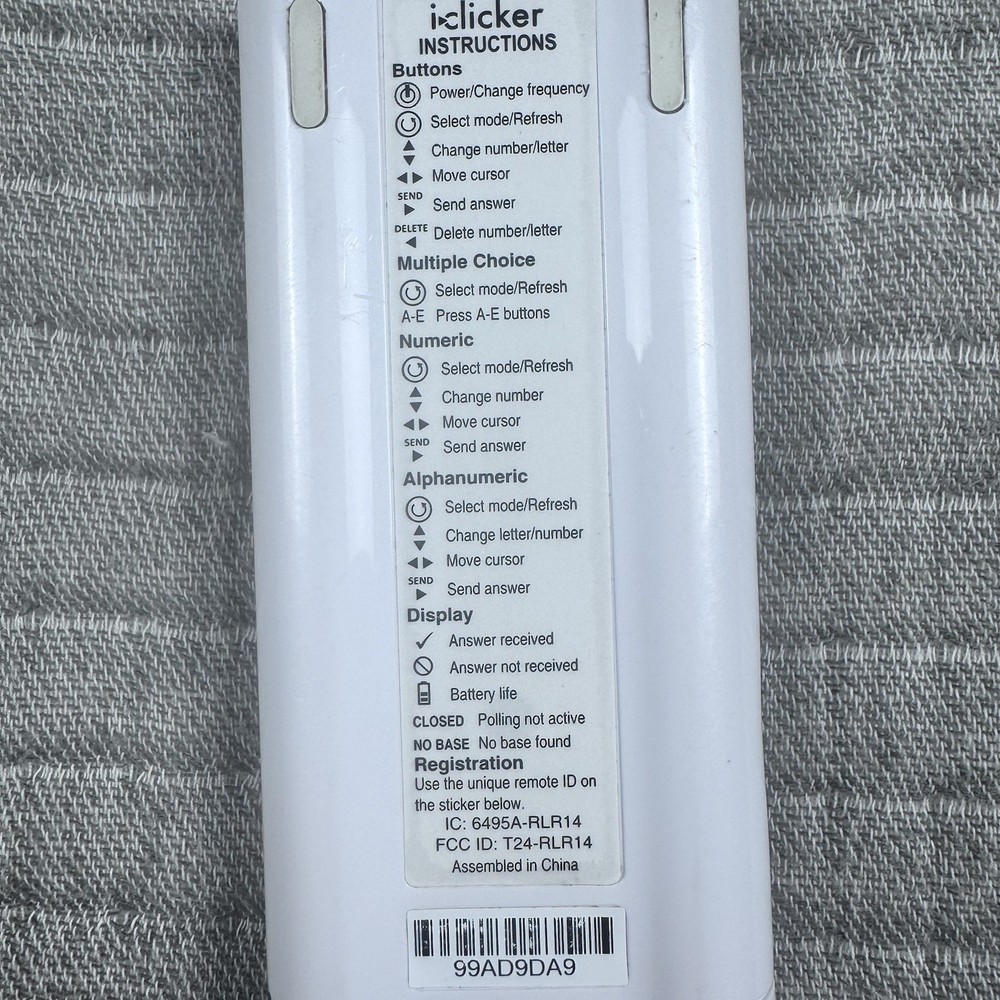 i-clicker
INSTRUCTIONS
Buttons
Power/Change frequency
Select mode/Refresh
Change number/letter
Move cursor
SEND Send answer
DELETE Delete number/letter
Multiple Choice
Select mode/Refresh
A-E Press A-E buttons
Numeric
Select mode/Refresh
Change number
Move cursor
SEND Send answer
Alphanumeric
Select mode/Refresh
Change letter/number
Move cursor
SEND Send answer
Display
Answer received
Answer not received
Battery life
CLOSED Polling not active
NO BASE No base found
Registration
Use the unique remote ID on
the sticker below.
IC: 6495A-RLR14
FCC ID: T24-RLR14
Assembled in China
99AD9DA9